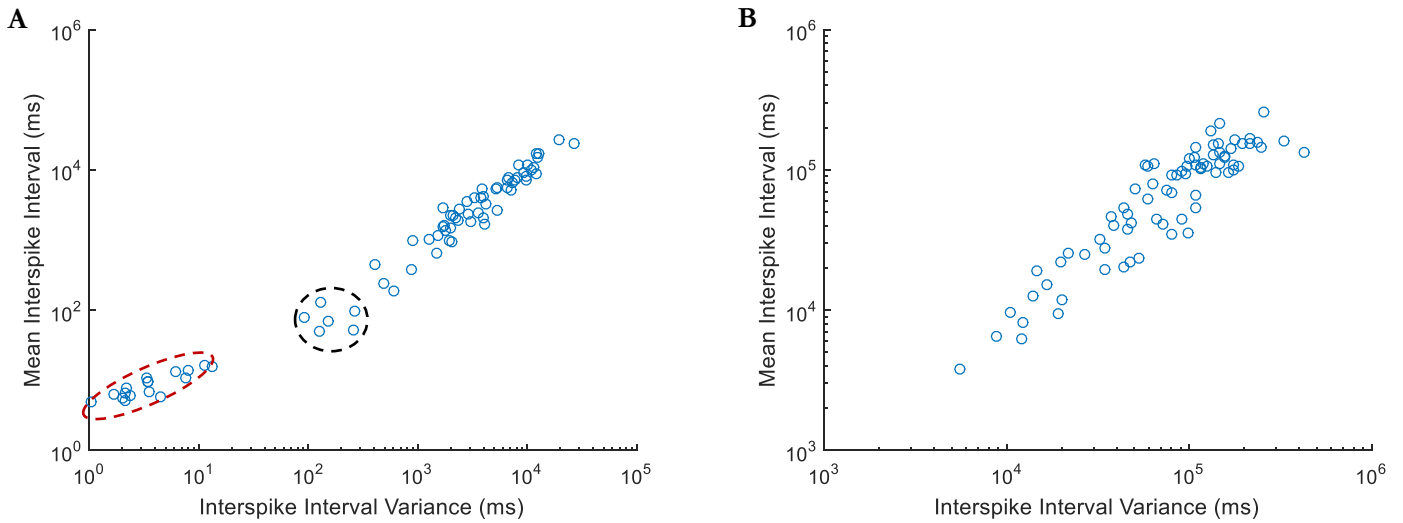 A
B
Mean Interspike Interval (ms)
10^6
10^4
10^2
10^0
10^0 10^1 10^2 10^3 10^4 10^5
Interspike Interval Variance (ms)
Mean Interspike Interval (ms)
10^6
10^5
10^4
10^3
10^3 10^4 10^5 10^6
Interspike Interval Variance (ms)